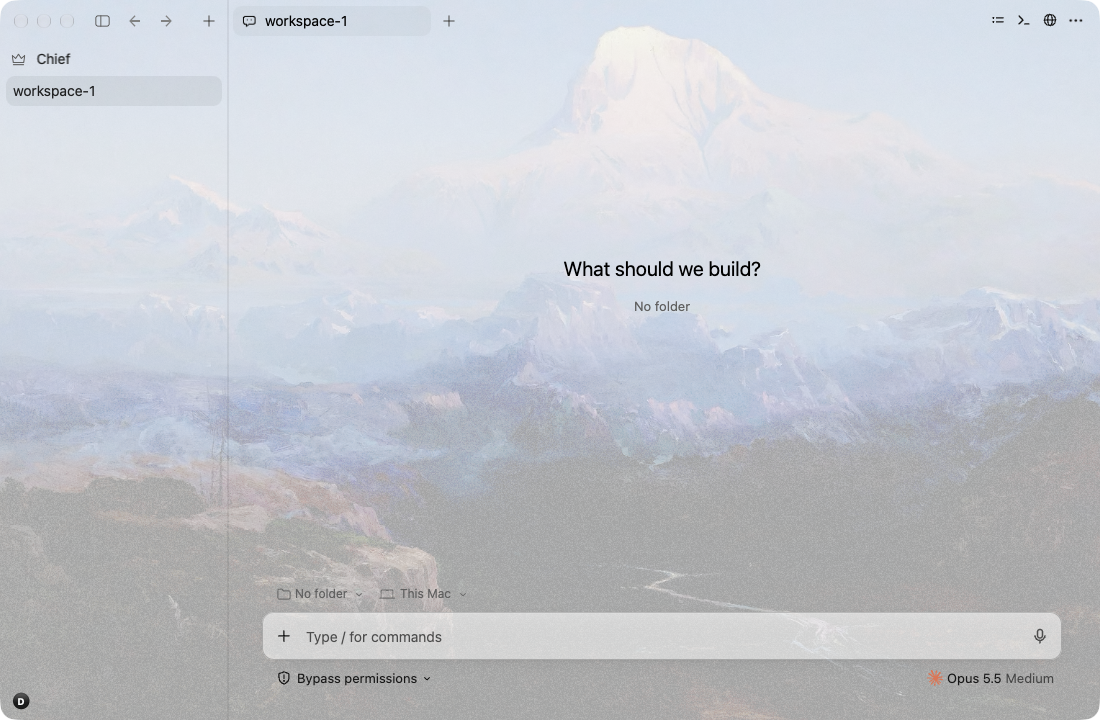 workspace-1
Chief
workspace-1
What should we build?
No folder
No folder
This Mac
Type / for commands
Bypass permissions
Opus 5.5 Medium
D